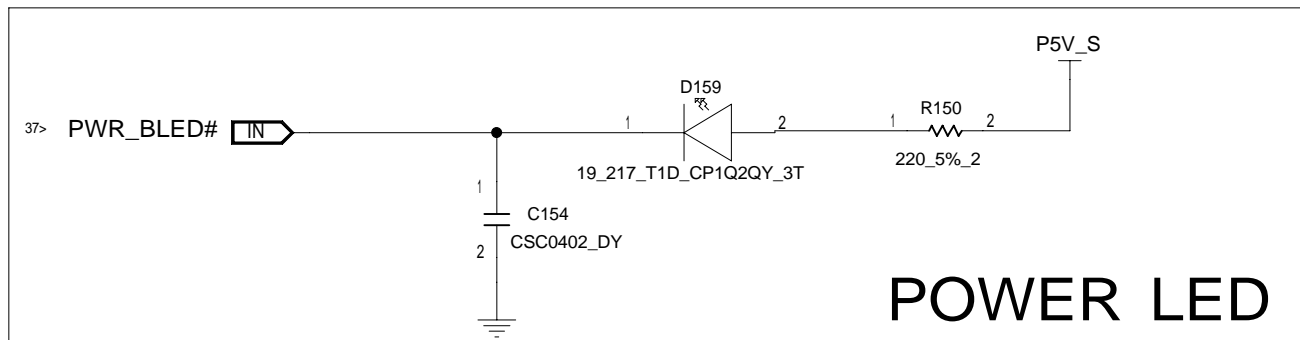 P5V_S
D159
R150
37> PWR_BLED# IN
1 2 1 2
19_217_T1D_CP1Q2QY_3T
220_5%_2
1
C154
CSC0402_DY
2
POWER LED